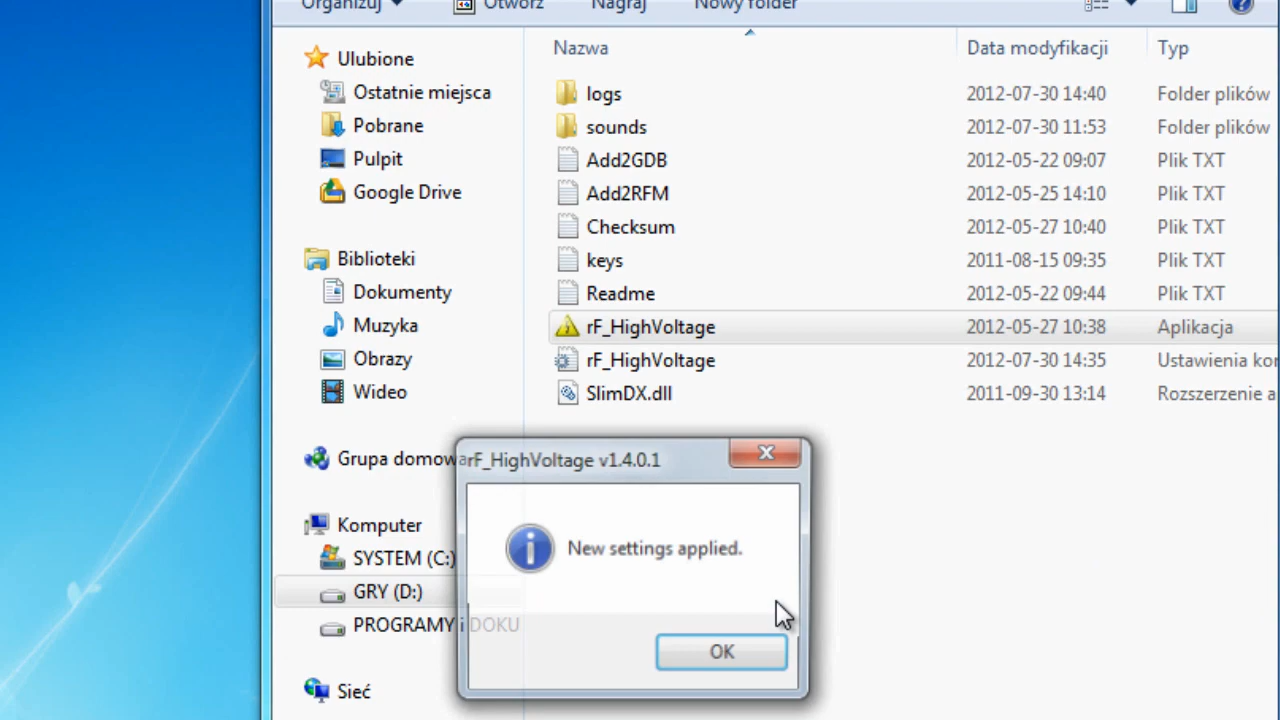 Organizuj Otwórz Nagraj Nowy folder
Nazwa Data modyfikacji Typ
Ulubione
Ostatnie miejsca
Pobrane
Pulpit
Google Drive
Biblioteki
Dokumenty
Muzyka
Obrazy
Wideo
Grupa domowa
Komputer
SYSTEM (C:)
GRY (D:)
PROGRAMY i DOKU
Sieć
logs 2012-07-30 14:40 Folder plików
sounds 2012-07-30 11:53 Folder plików
Add2GDB 2012-05-22 09:07 Plik TXT
Add2RFM 2012-05-25 14:10 Plik TXT
Checksum 2012-05-27 10:40 Plik TXT
keys 2011-08-15 09:35 Plik TXT
Readme 2012-05-22 09:44 Plik TXT
rF_HighVoltage 2012-05-27 10:38 Aplikacja
rF_HighVoltage 2012-07-30 14:35 Ustawienia kon
SlimDX.dll 2011-09-30 13:14 Rozszerzenie a
rF_HighVoltage v1.4.0.1
New settings applied.
OK